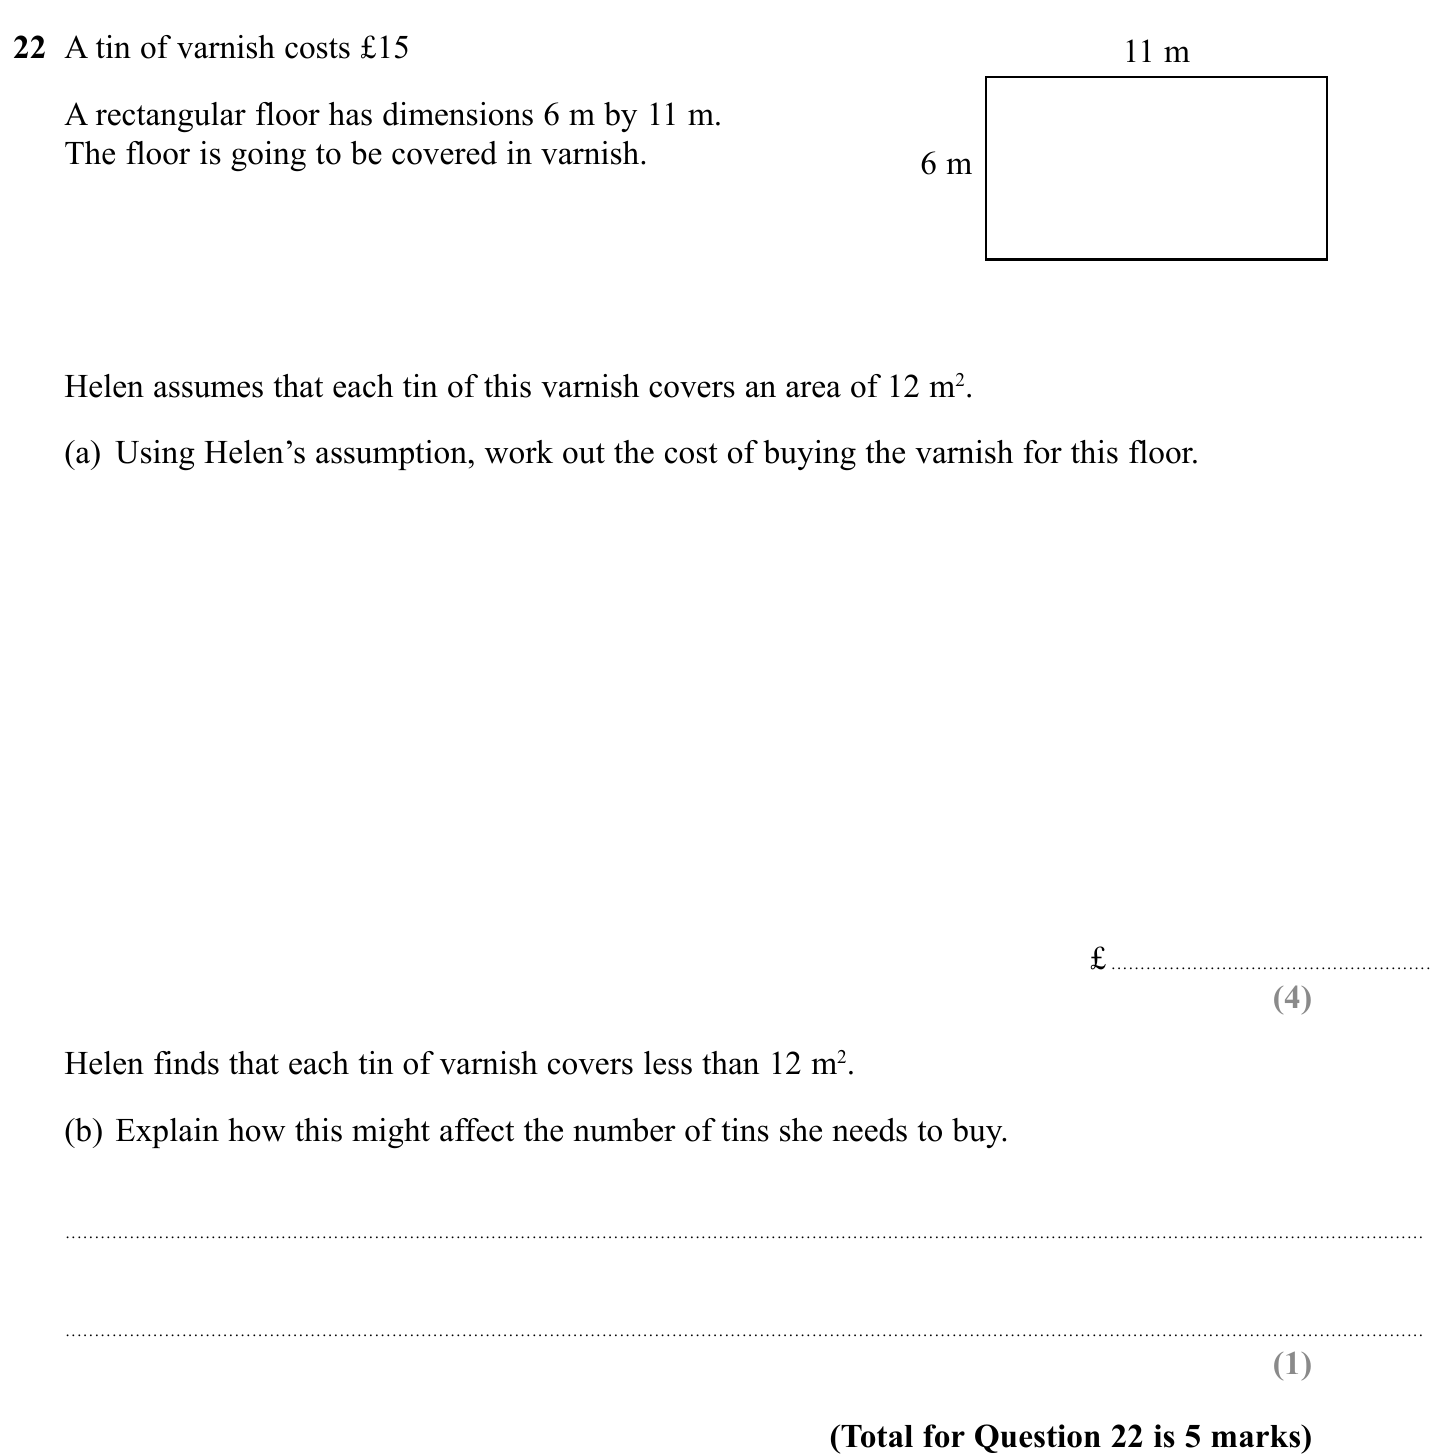 22 A tin of varnish costs £15
11 m
A rectangular floor has dimensions 6 m by 11 m.
The floor is going to be covered in varnish.
6 m
Helen assumes that each tin of this varnish covers an area of 12 m².
(a) Using Helen’s assumption, work out the cost of buying the varnish for this floor.
£
(4)
Helen finds that each tin of varnish covers less than 12 m².
(b) Explain how this might affect the number of tins she needs to buy.
(1)
(Total for Question 22 is 5 marks)